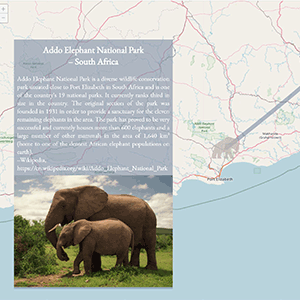 Addo Elephant National Park
– South Africa
Addo Elephant National Park is a diverse wildlife conservation
park situated close to Port Elizabeth in South Africa and is one
of the country's 19 national parks. It currently ranks third in
size in the country. The original section of the park was
founded in 1931 in order to provide a sanctuary for the eleven
remaining elephants in the area. The park has proved to be very
successful and currently houses more than 600 elephants and a
large number of other mammals in the area of 1,640 km²
(home to one of the densest African elephant populations on
earth).
–Wikipedia,
https://en.wikipedia.org/wiki/Addo_Elephant_National_Park
Port Elizabeth